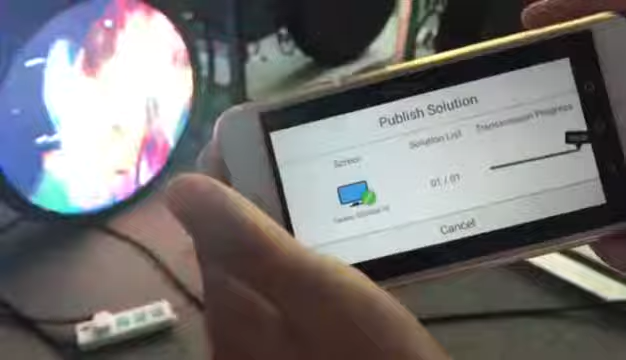 Publish Solution
Screen
Solution List
Transmission Progress
01 / 01
Cancel